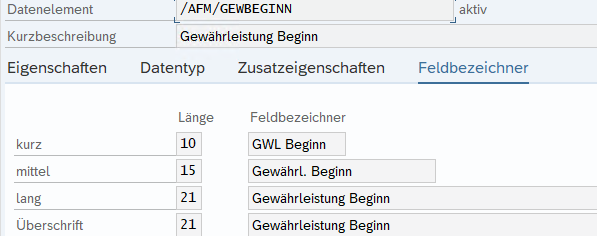 Datenelement /AFM/GEWBEGINN aktiv
Kurzbeschreibung Gewährleistung Beginn
Eigenschaften Datentyp Zusatzeigenschaften Feldbezeichner
Länge Feldbezeichner
kurz 10 GWL Beginn
mittel 15 Gewährl. Beginn
lang 21 Gewährleistung Beginn
Überschrift 21 Gewährleistung Beginn